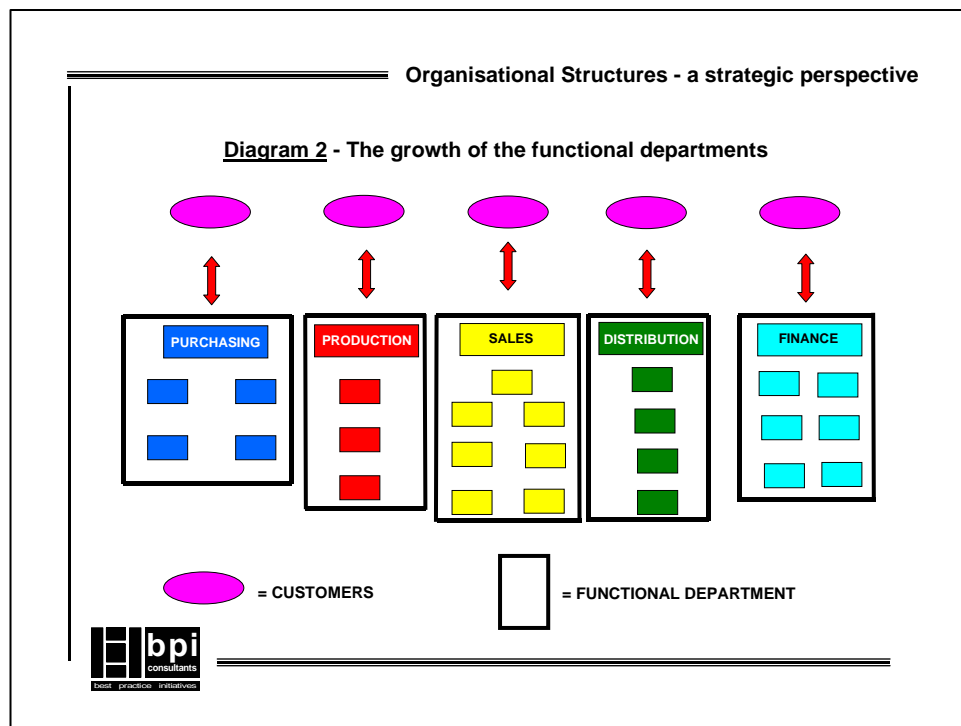 Organisational Structures - a strategic perspective
Diagram 2 - The growth of the functional departments
PURCHASING
PRODUCTION
SALES
DISTRIBUTION
FINANCE
= CUSTOMERS
= FUNCTIONAL DEPARTMENT
bpi
consultants
best practice initiatives